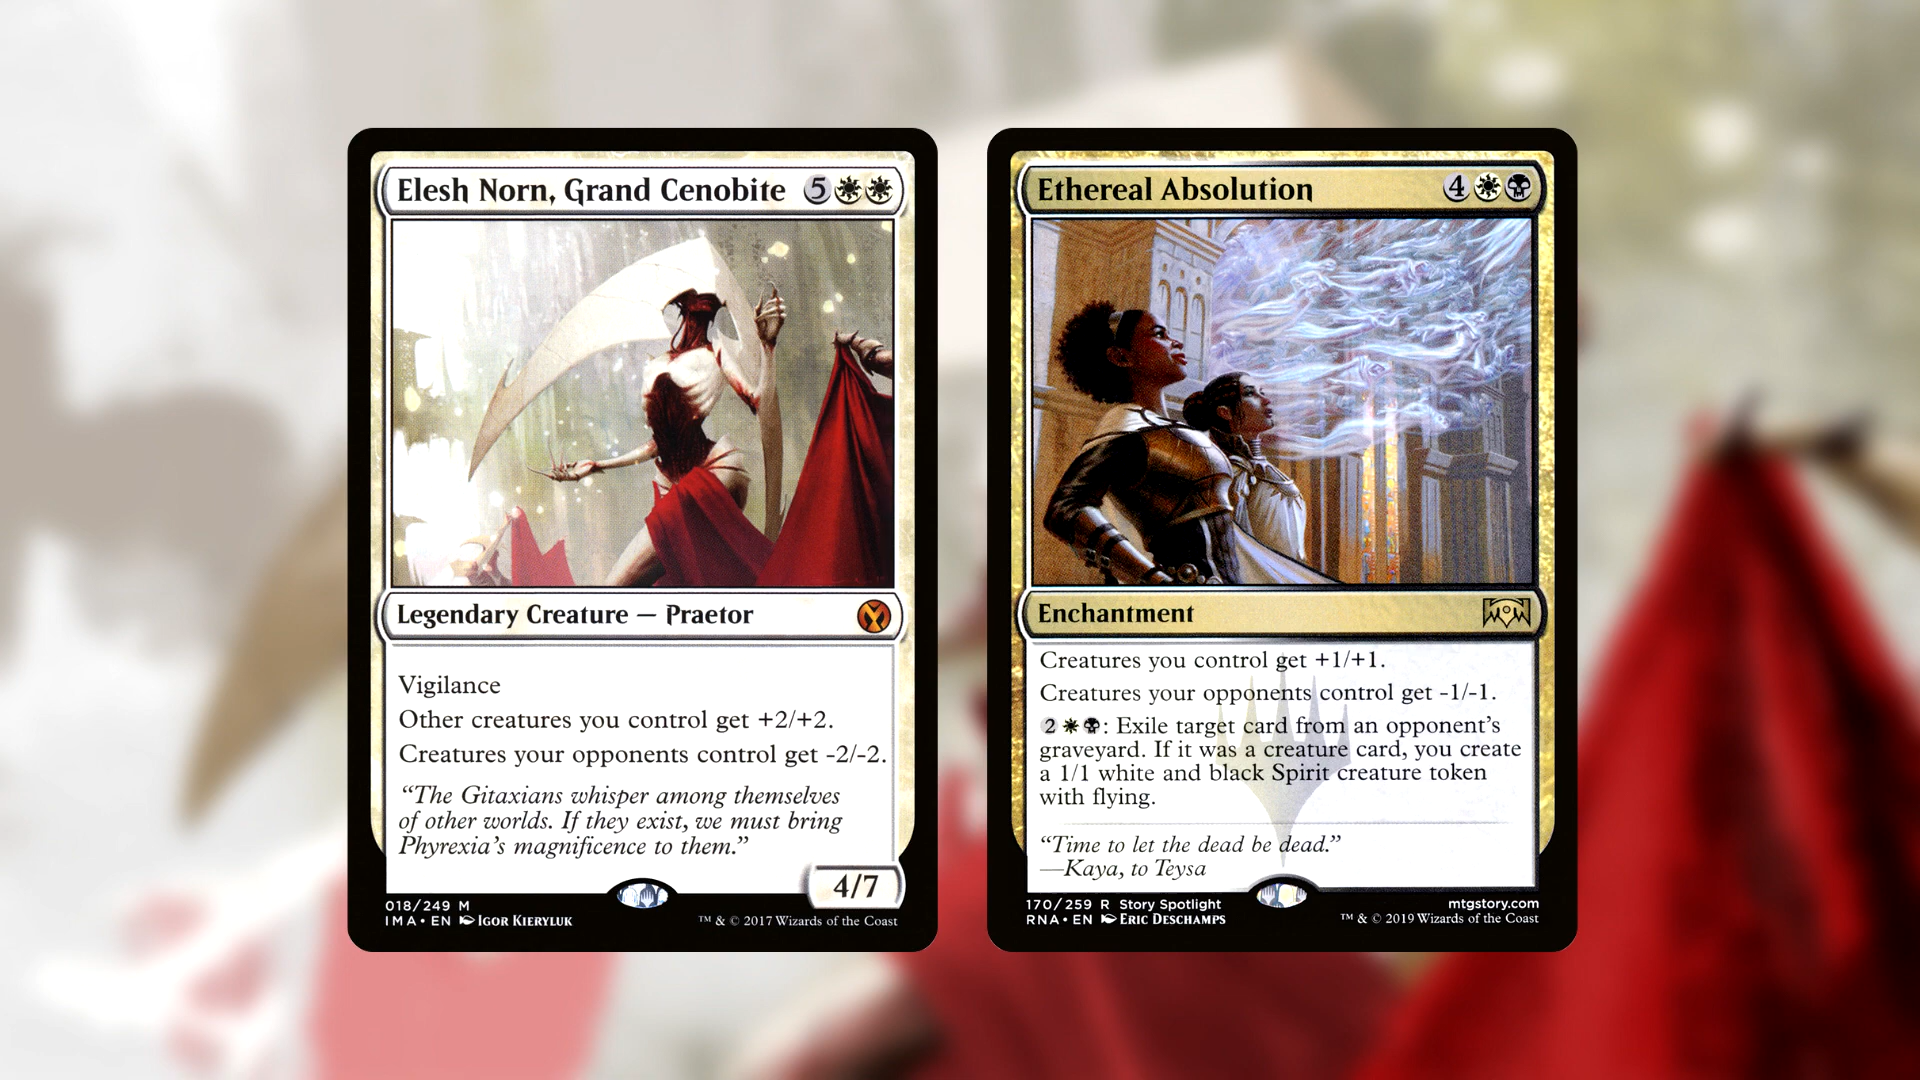 Elesh Norn, Grand Cenobite 5
Legendary Creature — Praetor
Vigilance
Other creatures you control get +2/+2.
Creatures your opponents control get -2/-2.
“The Gitaxians whisper among themselves
of other worlds. If they exist, we must bring
Phyrexia’s magnificence to them.”
4/7
018/249 M
IMA • EN Igor Kieryluk
™ & © 2017 Wizards of the Coast
Ethereal Absolution 4
Enchantment
Creatures you control get +1/+1.
Creatures your opponents control get -1/-1.
2 : Exile target card from an opponent’s
graveyard. If it was a creature card, you create
a 1/1 white and black Spirit creature token
with flying.
“Time to let the dead be dead.”
—Kaya, to Teysa
170/259 R Story Spotlight
mtgstory.com
RNA • EN Eric Deschamps
™ & © 2019 Wizards of the Coast